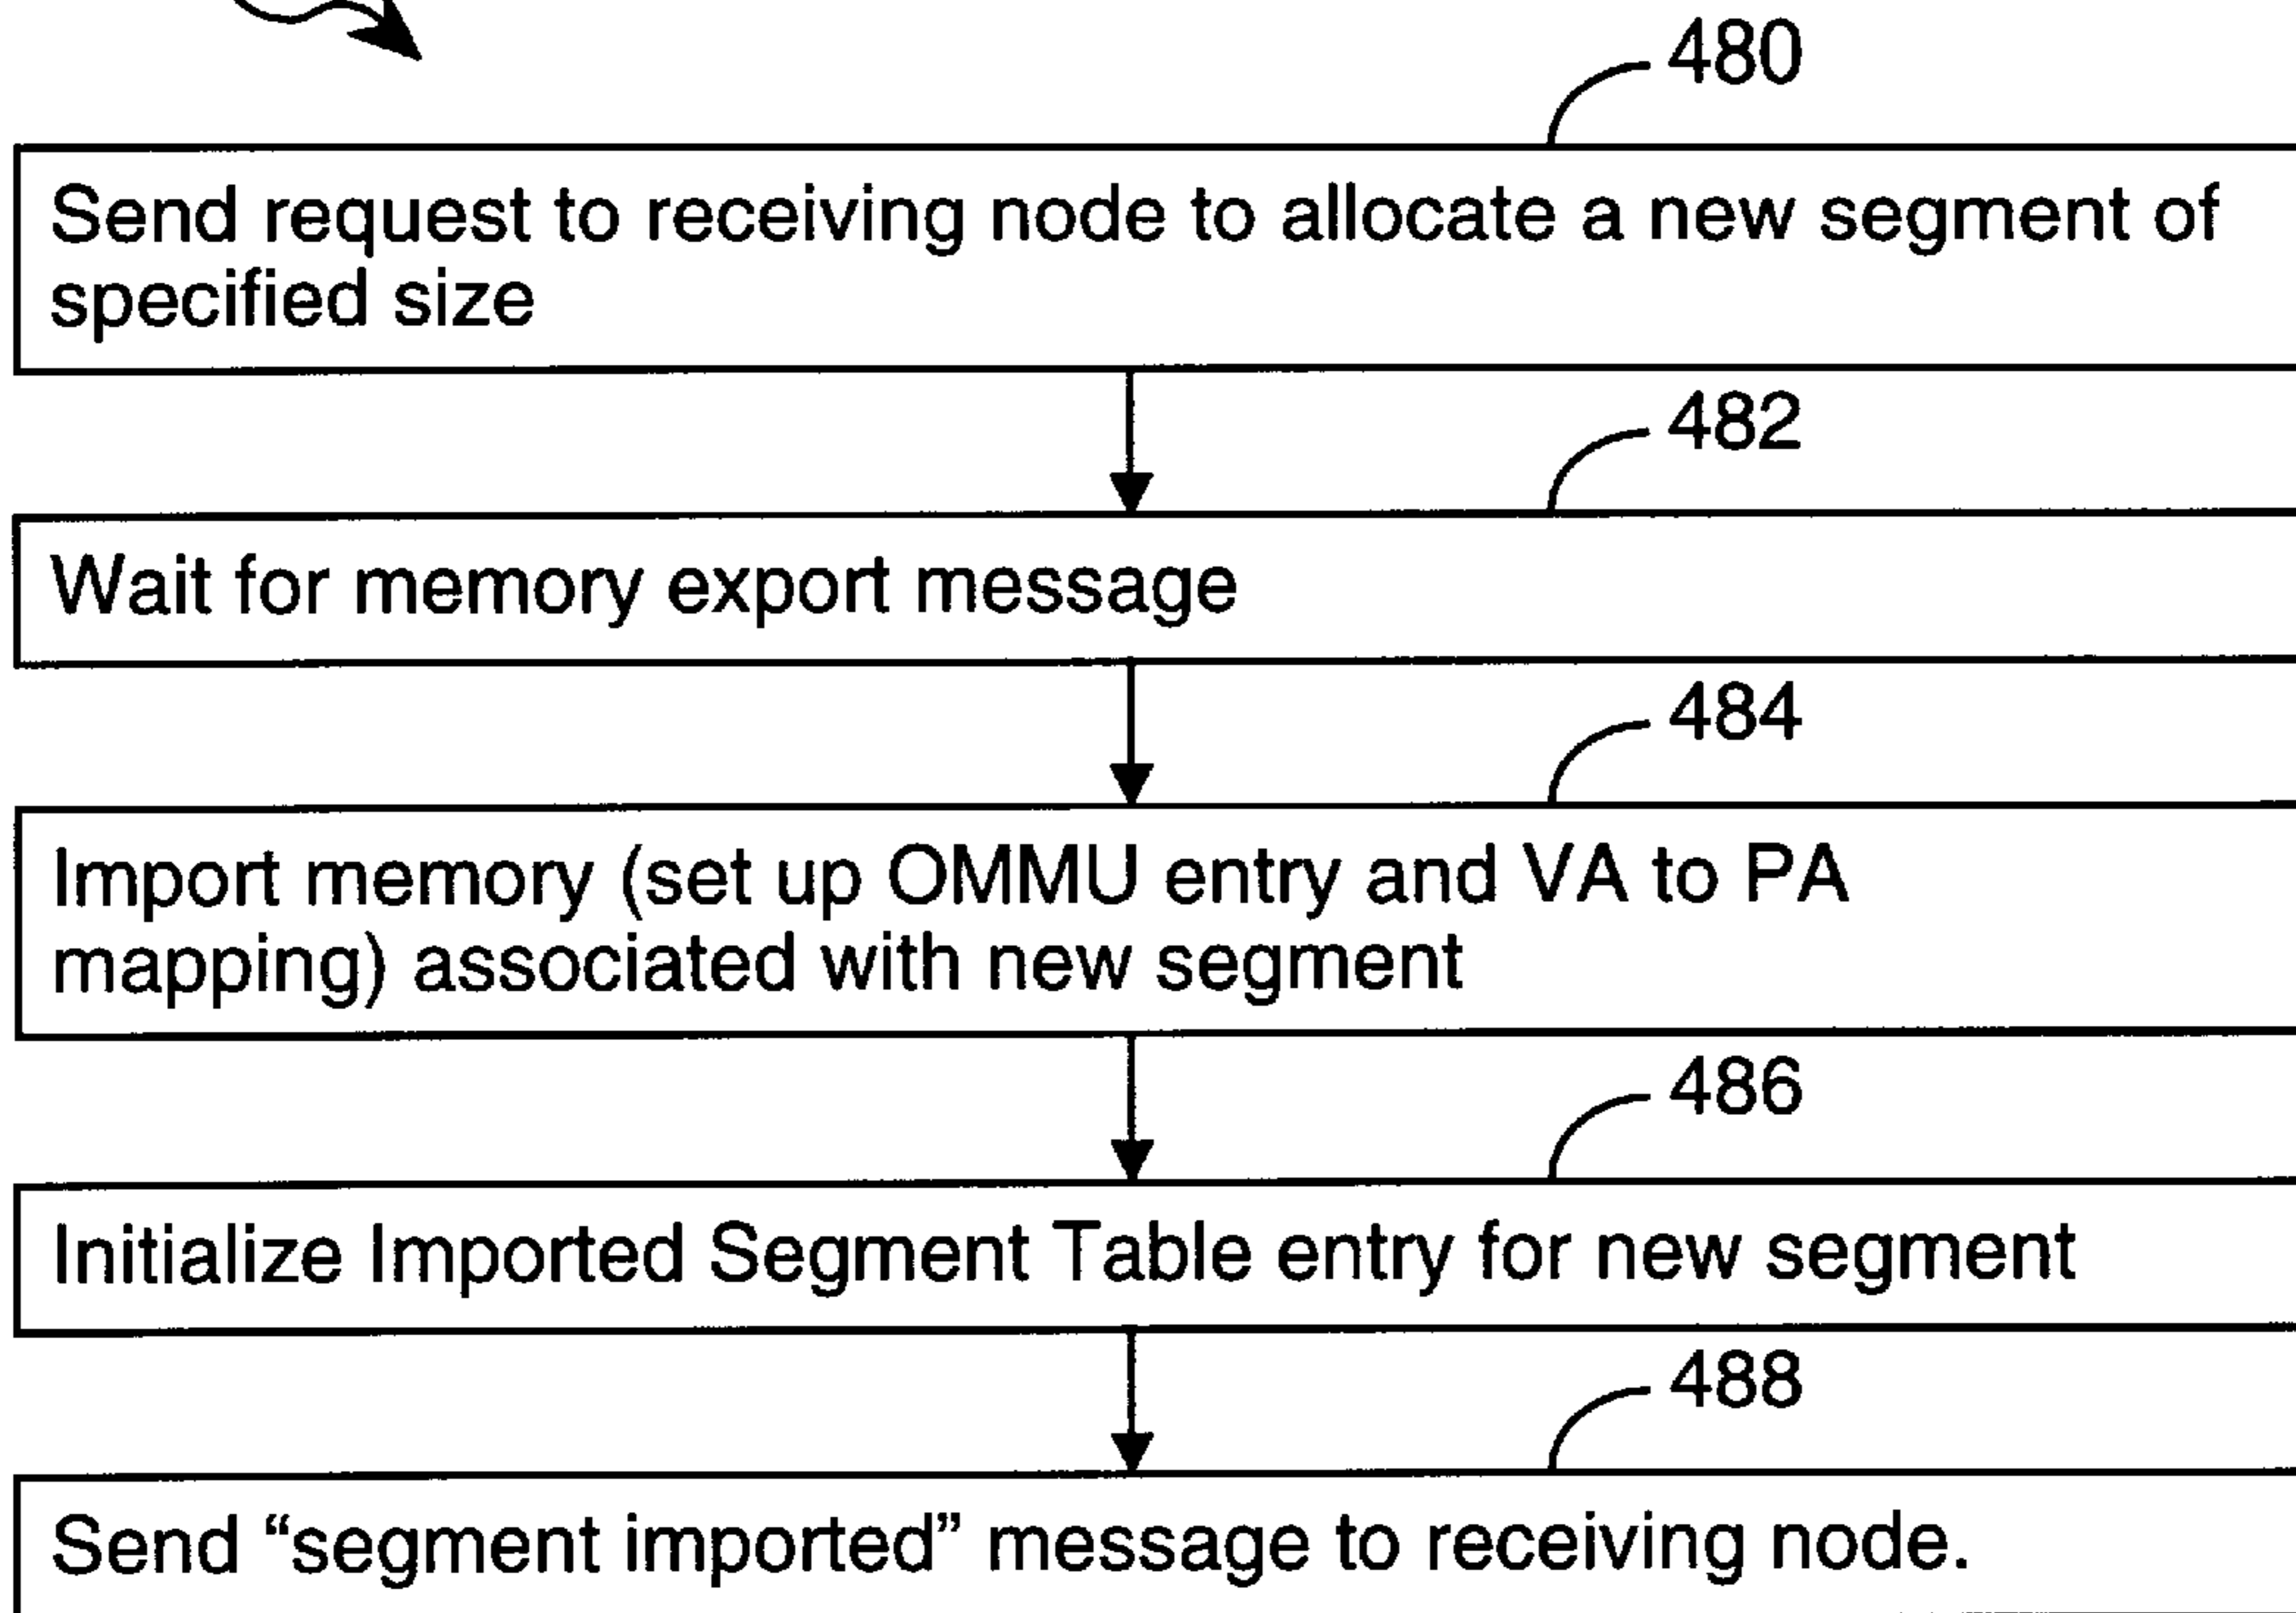 480
Send request to receiving node to allocate a new segment of
specified size
482
Wait for memory export message
484
Import memory (set up OMMU entry and VA to PA
mapping) associated with new segment
486
Initialize Imported Segment Table entry for new segment
488
Send “segment imported” message to receiving node.